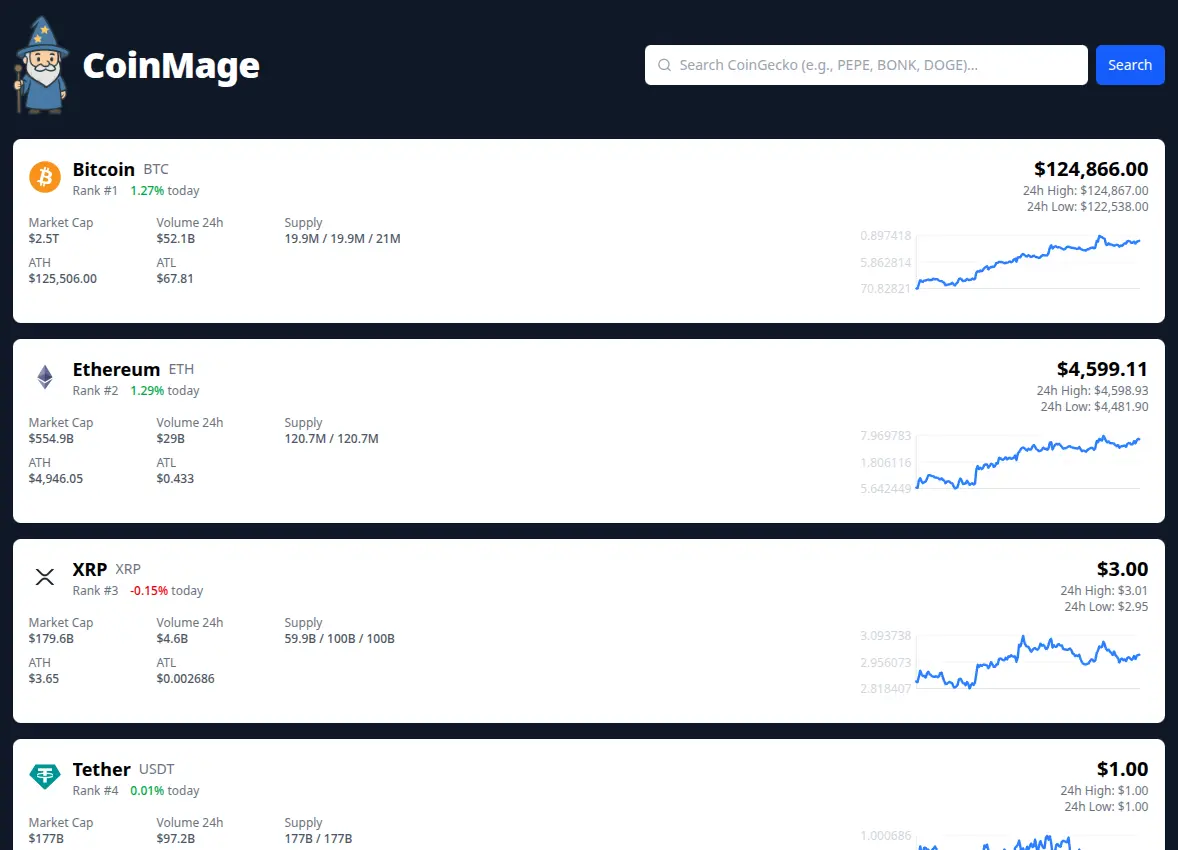 CoinMage
Search CoinGecko (e.g., PEPE, BONK, DOGE)...
Search
Bitcoin BTC
$124,866.00
Rank #1 1.27% today
24h High: $124,867.00
24h Low: $122,538.00
Market Cap Volume 24h Supply
$2.5T $52.1B 19.9M / 19.9M / 21M
ATH ATL
$125,506.00 $67.81
0.897418
5.862814
70.82821
Ethereum ETH
$4,599.11
Rank #2 1.29% today
24h High: $4,598.93
24h Low: $4,481.90
Market Cap Volume 24h Supply
$554.9B $29B 120.7M / 120.7M
ATH ATL
$4,946.05 $0.433
7.969783
1.806116
5.642449
XRP XRP
$3.00
Rank #3 -0.15% today
24h High: $3.01
24h Low: $2.95
Market Cap Volume 24h Supply
$179.6B $4.6B 59.9B / 100B / 100B
ATH ATL
$3.65 $0.002686
3.093738
2.956073
2.818407
Tether USDT
$1.00
Rank #4 0.01% today
24h High: $1.00
24h Low: $1.00
Market Cap Volume 24h Supply
$177B $97.2B 177B / 177B
1.000686